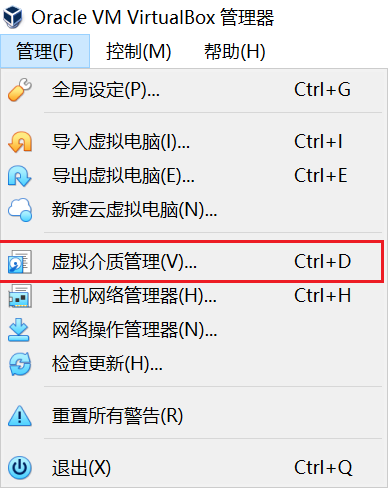 Oracle VM VirtualBox 管理器
管理(F) 控制(M) 帮助(H)
全局设定(P)... Ctrl+G
导入虚拟电脑(I)... Ctrl+I
导出虚拟电脑(E)... Ctrl+E
新建云虚拟电脑(N)...
虚拟介质管理(V)... Ctrl+D
主机网络管理器(H)... Ctrl+H
网络操作管理器(N)...
检查更新(H)...
重置所有警告(R)
退出(X) Ctrl+Q